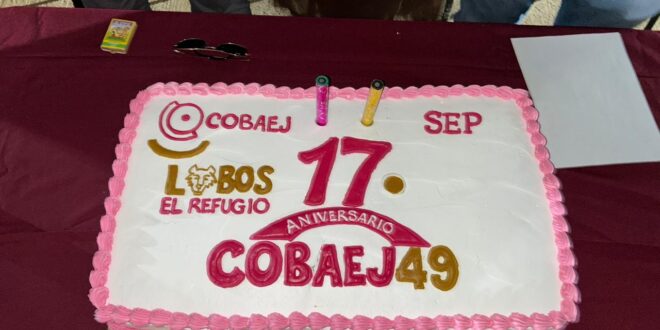 COBAEJ
SEP
LOBOS
EL REFUGIO
17.
ANIVERSARIO
COBAEJ49